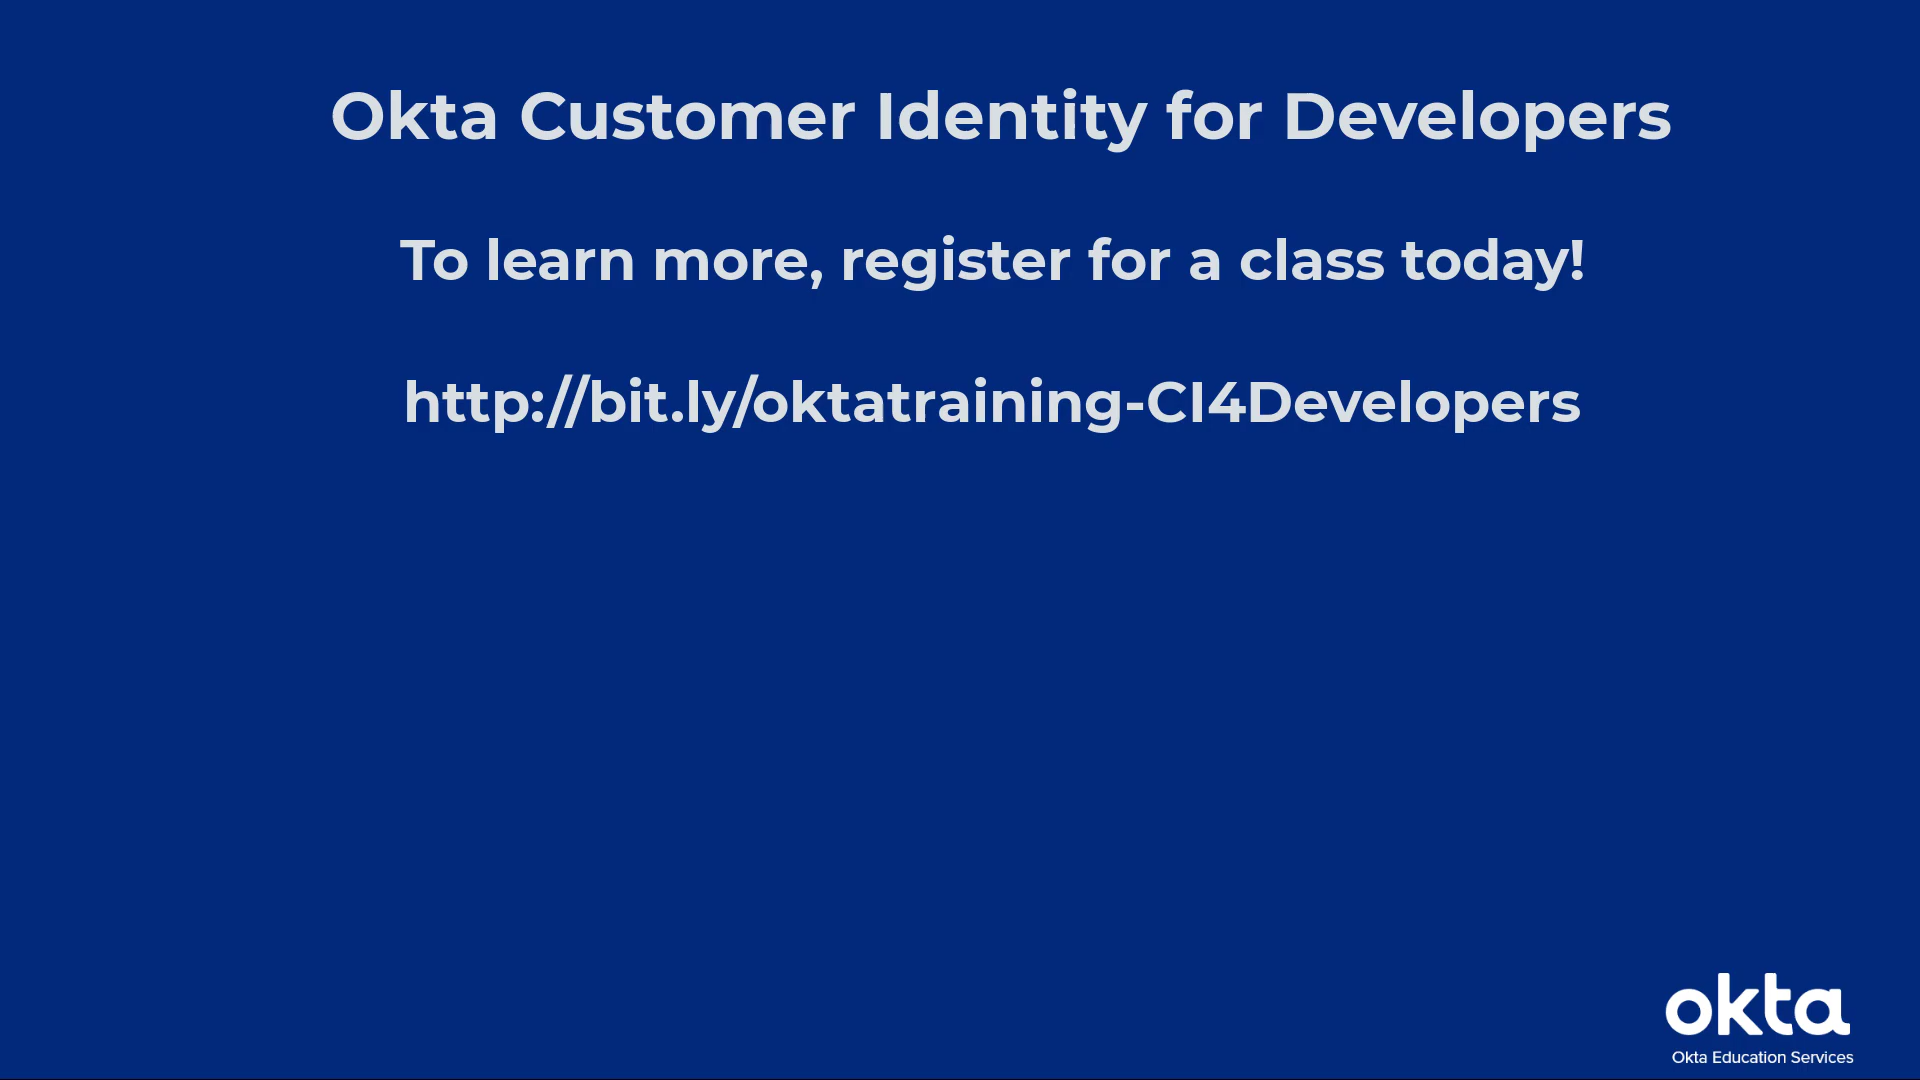 Okta Customer Identity for Developers
To learn more, register for a class today!
http://bit.ly/oktatraining-CI4Developers
okta
Okta Education Services